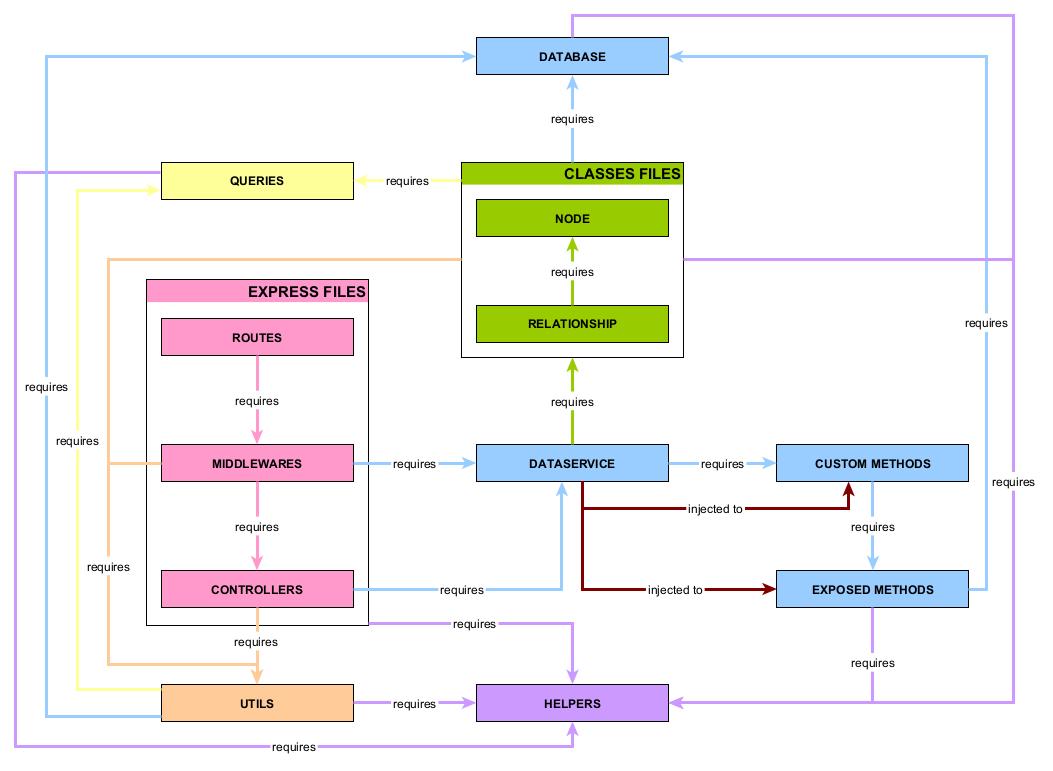 DATABASE
requires
QUERIES
requires
CLASSES FILES
NODE
requires
RELATIONSHIP
EXPRESS FILES
ROUTES
requires
requires
requires
requires
requires
MIDDLEWARES
requires
DATASERVICE
requires
CUSTOM METHODS
requires
injected to
requires
requires
requires
CONTROLLERS
requires
injected to
EXPOSED METHODS
requires
requires
requires
UTILS
requires
HELPERS
requires